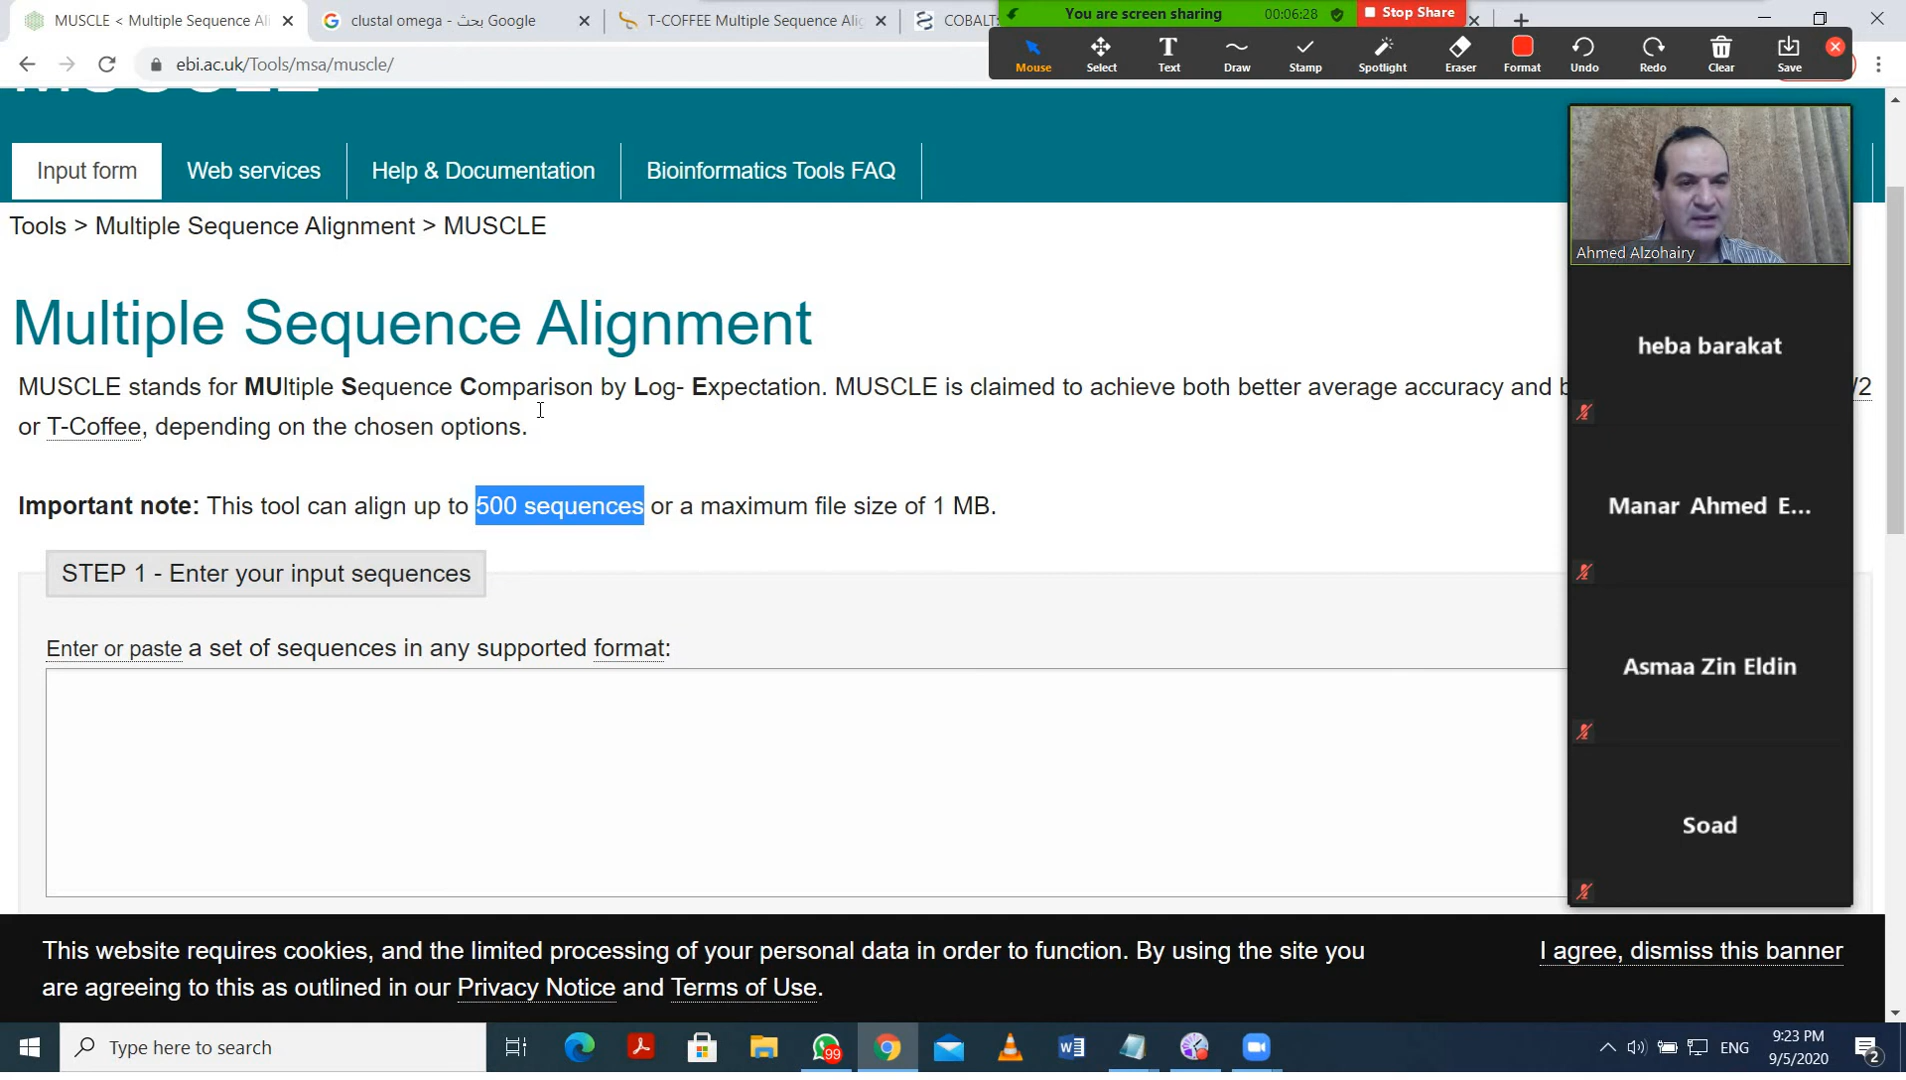 MUSCLE < Multiple Sequence Ali
clustal omega - بحث Google
T-COFFEE Multiple Sequence Alig
COBALT:
You are screen sharing
00:06:28
Stop Share
ebi.ac.uk/Tools/msa/muscle/
Mouse
Select
Text
Draw
Stamp
Spotlight
Eraser
Format
Undo
Redo
Clear
Save
Input form
Web services
Help & Documentation
Bioinformatics Tools FAQ
Tools > Multiple Sequence Alignment > MUSCLE
Multiple Sequence Alignment
MUSCLE stands for MUltiple Sequence Comparison by Log- Expectation. MUSCLE is claimed to achieve both better average accuracy and b
/2
or T-Coffee, depending on the chosen options.
Important note: This tool can align up to 500 sequences or a maximum file size of 1 MB.
STEP 1 - Enter your input sequences
Enter or paste a set of sequences in any supported format:
Ahmed Alzohairy
heba barakat
Manar Ahmed E...
Asmaa Zin Eldin
Soad
This website requires cookies, and the limited processing of your personal data in order to function. By using the site you
are agreeing to this as outlined in our Privacy Notice and Terms of Use.
I agree, dismiss this banner
Type here to search
99
ENG
9:23 PM
9/5/2020
2